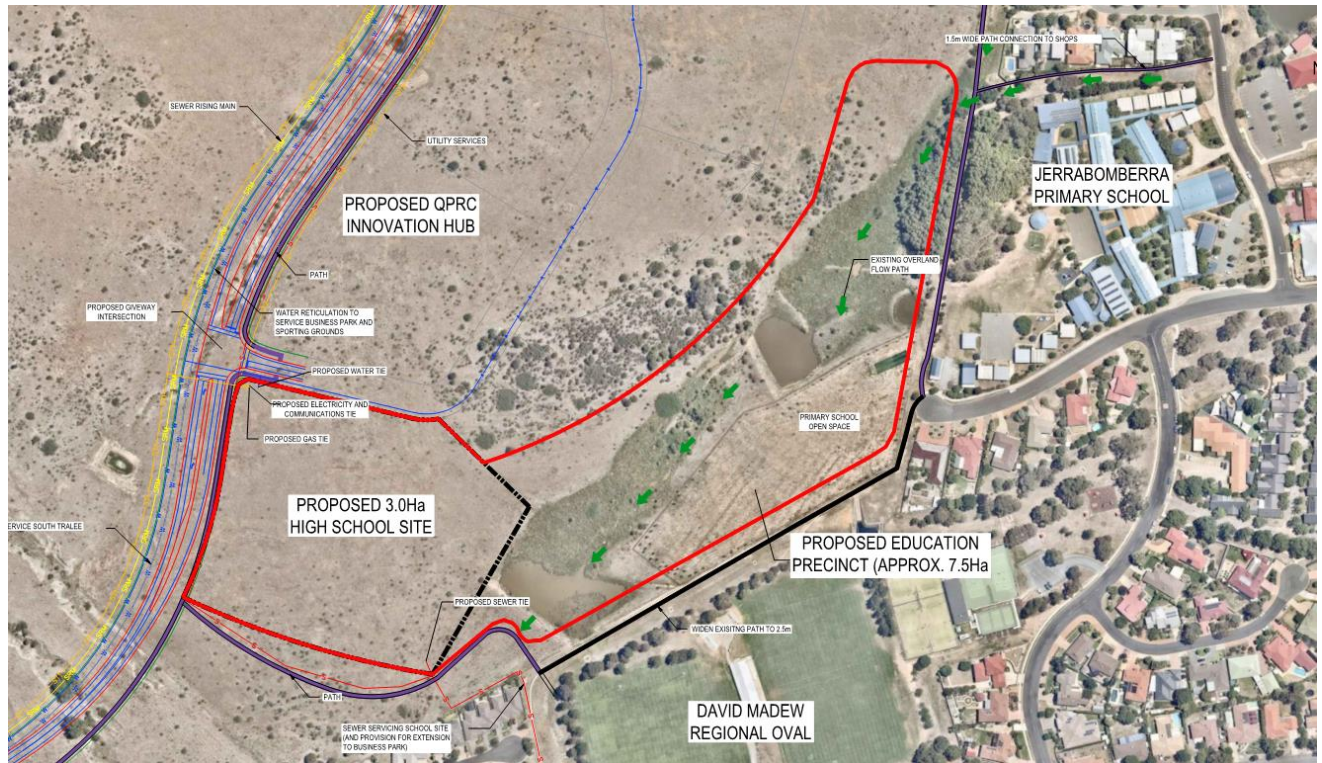 1.5m WIDE PATH CONNECTION TO SHOPS
N
SEWER RISING MAIN
UTILITY SERVICES
JERRABOMBERRA
PRIMARY SCHOOL
PROPOSED QPRC
INNOVATION HUB
EXISTING OVERLAND
FLOW PATH
PATH
PROPOSED GIVEWAY
INTERSECTION
WATER RETICULATION TO
SERVICE BUSINESS PARK AND
SPORTING GROUNDS
PROPOSED WATER TIE
PROPOSED ELECTRICITY AND
COMMUNICATIONS TIE
PROPOSED GAS TIE
PRIMARY SCHOOL
OPEN SPACE
PROPOSED 3.0Ha
HIGH SCHOOL SITE
SERVICE SOUTH TRALEE
PROPOSED EDUCATION
PRECINCT (APPROX. 7.5Ha
PROPOSED SEWER TIE
WIDEN EXISITNG PATH TO 2.5m
PATH
SEWER SERVICING SCHOOL SITE
(AND PROVISION FOR EXTENSION
TO BUSINESS PARK)
DAVID MADEW
REGIONAL OVAL